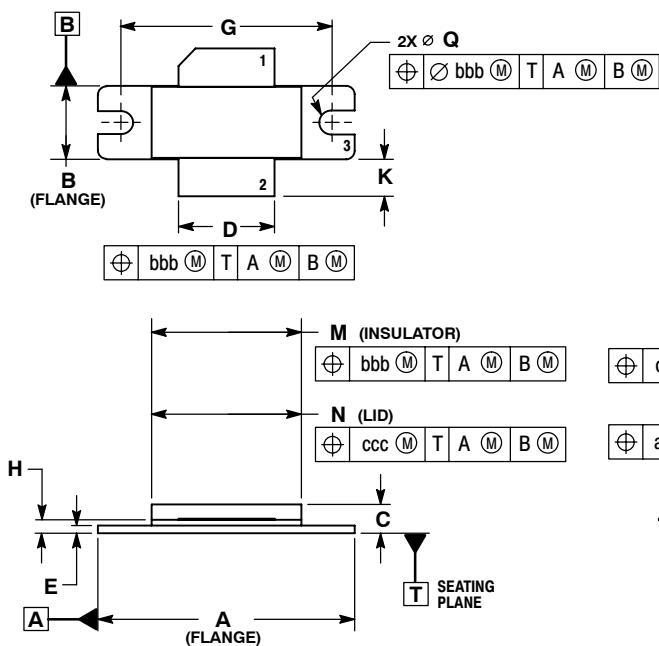 B
G
2X ⌀ Q
⌖ ⌀ bbb Ⓜ T A Ⓜ B Ⓜ
1
3
B
(FLANGE)
K
2
D
⌖ bbb Ⓜ T A Ⓜ B Ⓜ
M (INSULATOR)
⌖ bbb Ⓜ T A Ⓜ B Ⓜ
N (LID)
⌖ ccc Ⓜ T A Ⓜ B Ⓜ
⌖
⌖ a
H
C
E
T SEATING
PLANE
A
A
(FLANGE)